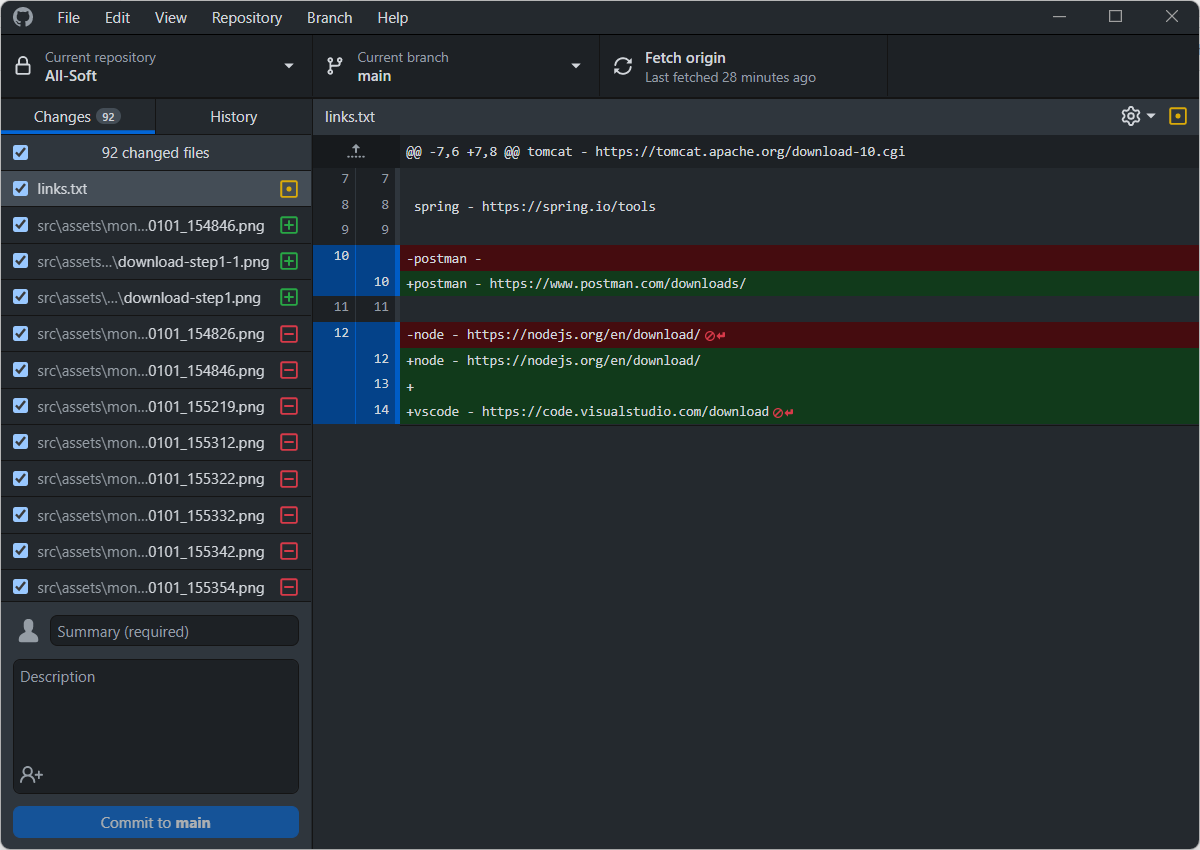 File Edit View Repository Branch Help
Current repository
All-Soft
Current branch
main
Fetch origin
Last fetched 28 minutes ago
Changes 92
History
92 changed files
links.txt
src\assets\mon...0101_154846.png
src\assets...\download-step1-1.png
src\assets\...\download-step1.png
src\assets\mon...0101_154826.png
src\assets\mon...0101_154846.png
src\assets\mon...0101_155219.png
src\assets\mon...0101_155312.png
src\assets\mon...0101_155322.png
src\assets\mon...0101_155332.png
src\assets\mon...0101_155342.png
src\assets\mon...0101_155354.png
Summary (required)
Description
Commit to main
links.txt
@@ -7,6 +7,8 @@ tomcat - https://tomcat.apache.org/download-10.cgi
7 7
8 8 spring - https://spring.io/tools
9 9
10 -postman -
10 +postman - https://www.postman.com/downloads/
11 11
12 -node - https://nodejs.org/en/download/
12 +node - https://nodejs.org/en/download/
13 +
14 +vscode - https://code.visualstudio.com/download